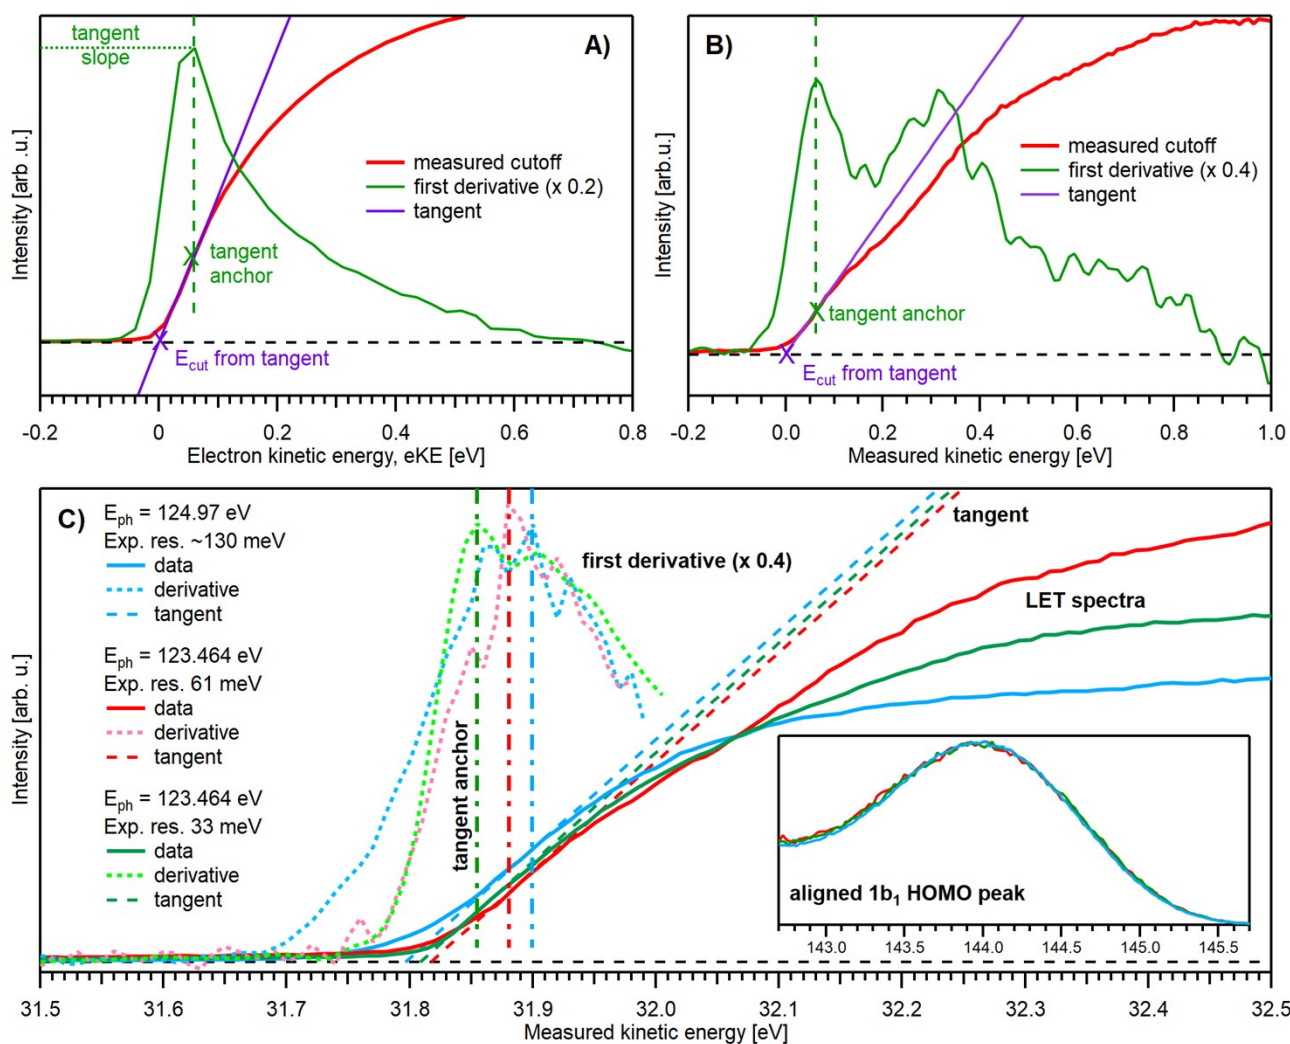 A)
tangent
slope
measured cutoff
first derivative (x 0.2)
tangent
tangent
anchor
E_cut from tangent
Intensity [arb .u.]
-0.2 0 0.2 0.4 0.6 0.8
Electron kinetic energy, eKE [eV]
B)
measured cutoff
first derivative (x 0.4)
tangent
tangent anchor
E_cut from tangent
Intensity [arb.u.]
-0.2 0.0 0.2 0.4 0.6 0.8 1.0
Measured kinetic energy [eV]
C)
E_ph = 124.97 eV
Exp. res. ~130 meV
data
derivative
tangent
E_ph = 123.464 eV
Exp. res. 61 meV
data
derivative
tangent
E_ph = 123.464 eV
Exp. res. 33 meV
data
derivative
tangent
tangent
first derivative (x 0.4)
LET spectra
tangent anchor
aligned 1b₁ HOMO peak
143.0 143.5 144.0 144.5 145.0 145.5
Intensity [arb. u.]
31.5 31.6 31.7 31.8 31.9 32.0 32.1 32.2 32.3 32.4 32.5
Measured kinetic energy [eV]